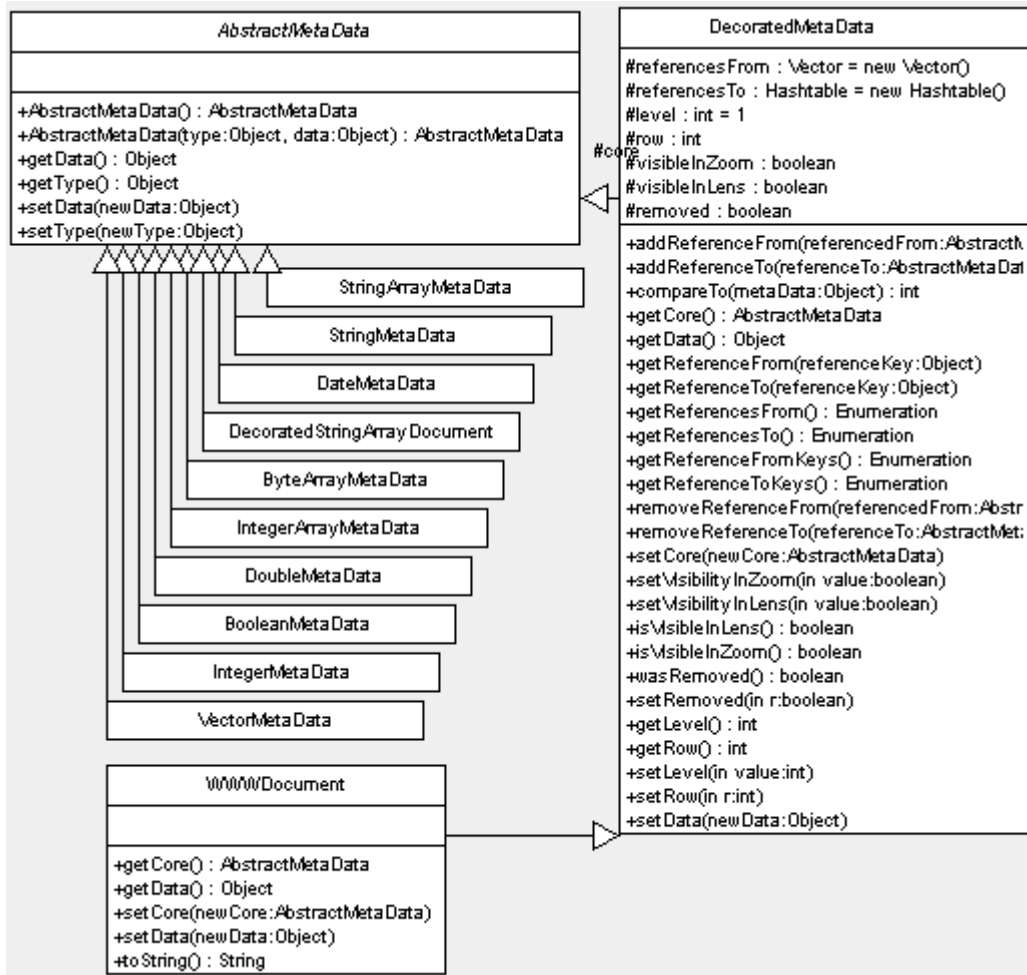 AbstractMetaData
+AbstractMetaData() : AbstractMetaData
+AbstractMetaData(type:Object, data:Object) : AbstractMetaData
+getData() : Object
+getType() : Object
+setData(newData:Object)
+setType(newType:Object)
#core
DecoratedMetaData
#referencesFrom : Vector = new Vector()
#referencesTo : Hashtable = new Hashtable()
#level : int = 1
#row : int
#visibleInZoom : boolean
#visibleInLens : boolean
#removed : boolean
+addReferenceFrom(referencedFrom:AbstractM
+addReferenceTo(referenceTo:AbstractMetaDat
+compareTo(metaData:Object) : int
+getCore() : AbstractMetaData
+getData() : Object
+getReferenceFrom(referenceKey:Object)
+getReferenceTo(referenceKey:Object)
+getReferencesFrom() : Enumeration
+getReferencesTo() : Enumeration
+getReferenceFromKeys() : Enumeration
+getReferenceToKeys() : Enumeration
+removeReferenceFrom(referencedFrom:Abstr
+removeReferenceTo(referenceTo:AbstractMeta
+setCore(newCore:AbstractMetaData)
+setVisibilityInZoom(in value:boolean)
+setVisibilityInLens(in value:boolean)
+isVisibleInLens() : boolean
+isVisibleInZoom() : boolean
+wasRemoved() : boolean
+setRemoved(in r:boolean)
+getLevel() : int
+getRow() : int
+setLevel(in value:int)
+setRow(in r:int)
+setData(newData:Object)
StringArrayMetaData
StringMetaData
DateMetaData
DecoratedStringArrayDocument
ByteArrayMetaData
IntegerArrayMetaData
DoubleMetaData
BooleanMetaData
IntegerMetaData
VectorMetaData
WWWDocument
+getCore() : AbstractMetaData
+getData() : Object
+setCore(newCore:AbstractMetaData)
+setData(newData:Object)
+toString() : String